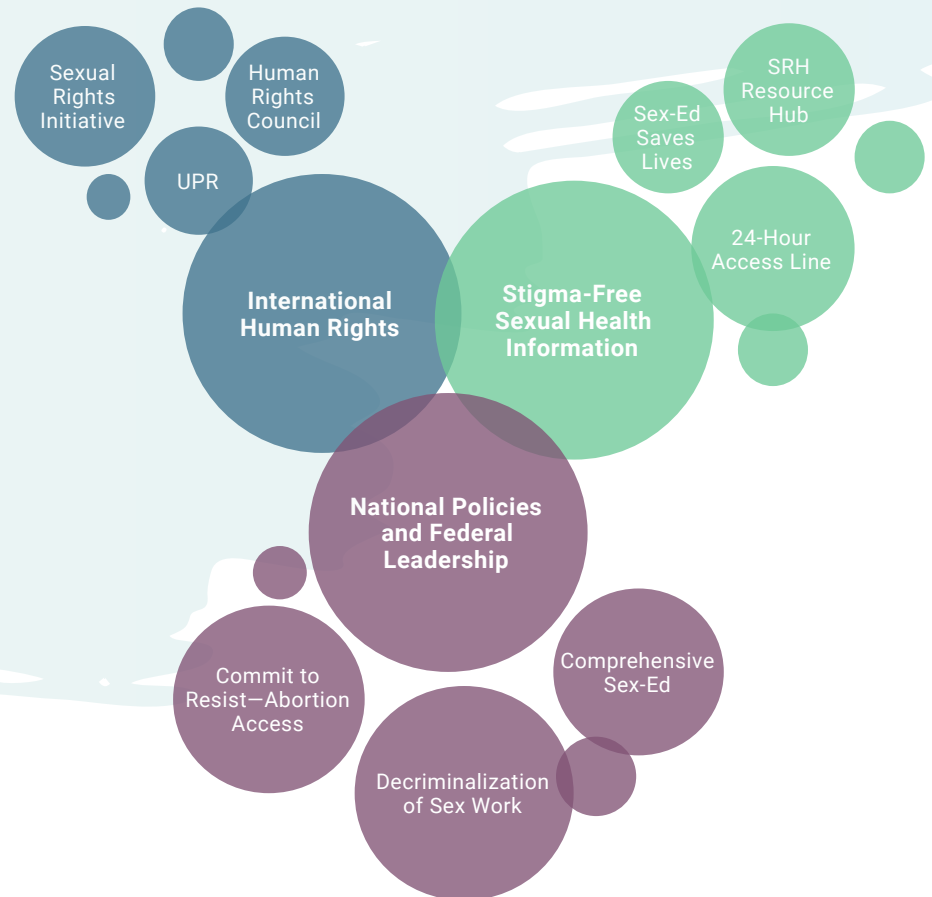 Sexual
Rights
Initiative
Human
Rights
Council
UPR
International
Human Rights
SRH
Resource
Hub
Sex-Ed
Saves
Lives
24-Hour
Access Line
Stigma-Free
Sexual Health
Information
National Policies
and Federal
Leadership
Commit to
Resist—Abortion
Access
Decriminalization
of Sex Work
Comprehensive
Sex-Ed